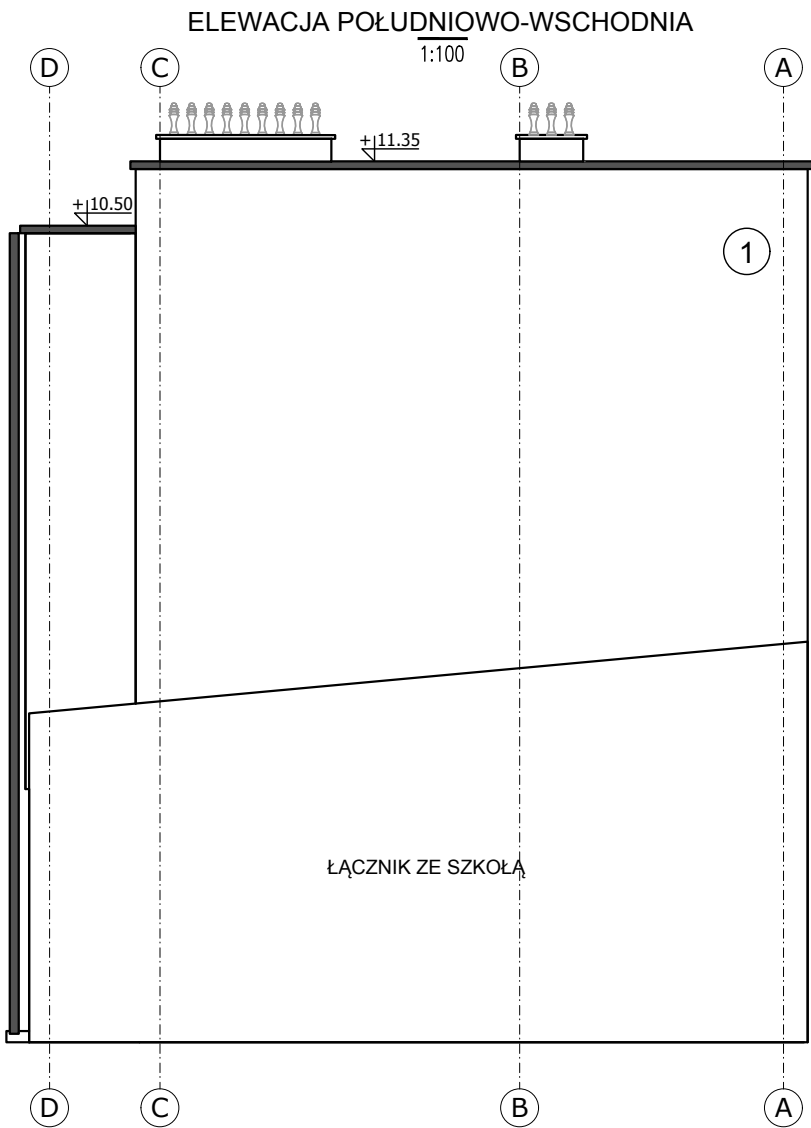 ELEWACJA POŁUDNIOWO-WSCHODNIA
1:100
D C B A
+11.35
+10.50
1
ŁĄCZNIK ZE SZKOŁĄ
D C B A